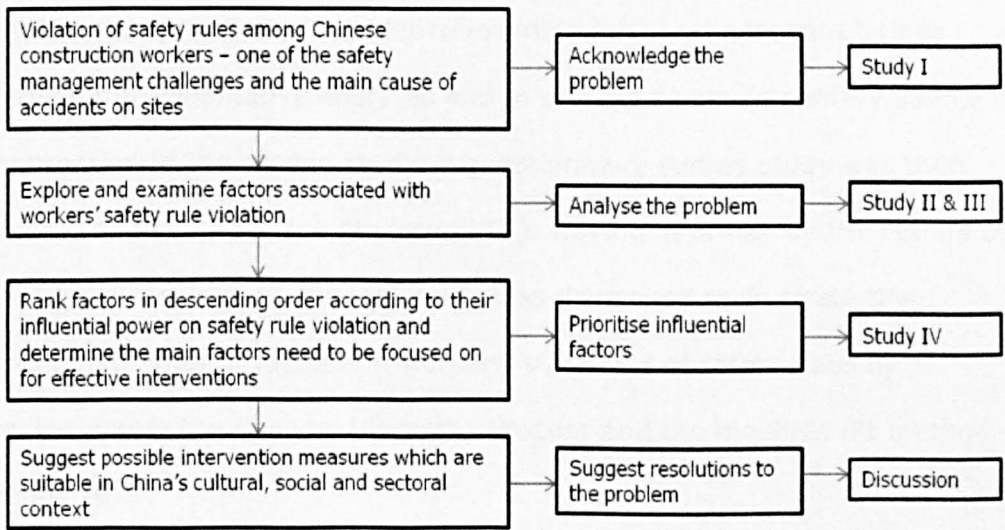 Violation of safety rules among Chinese
construction workers – one of the safety
management challenges and the main cause of
accidents on sites
Acknowledge the
problem
Study I
Explore and examine factors associated with
workers' safety rule violation
Analyse the problem
Study II & III
Rank factors in descending order according to their
influential power on safety rule violation and
determine the main factors need to be focused on
for effective interventions
Prioritise influential
factors
Study IV
Suggest possible intervention measures which are
suitable in China's cultural, social and sectoral
context
Suggest resolutions to
the problem
Discussion